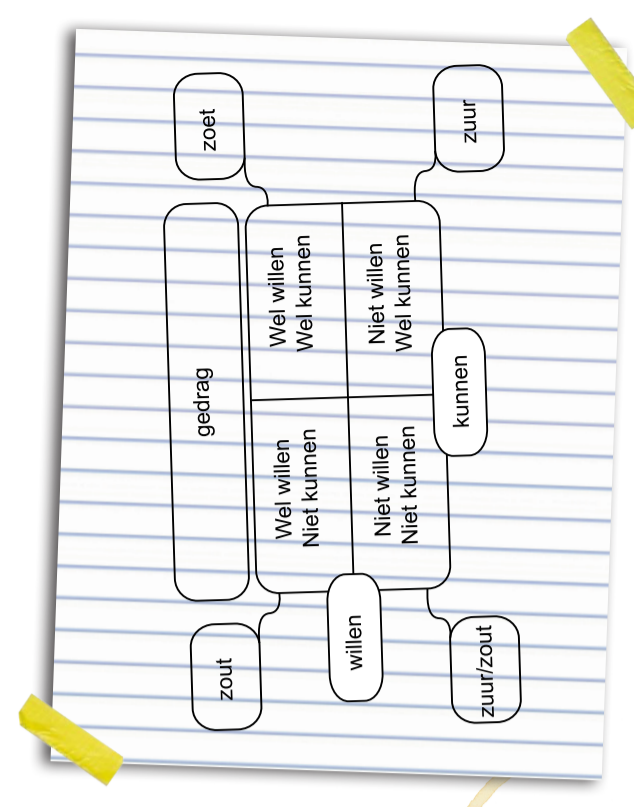 gedrag
zout
zoet
Wel willen
Niet kunnen
Wel willen
Wel kunnen
willen
Niet willen
Niet kunnen
Niet willen
Wel kunnen
kunnen
zuur/zout
zuur